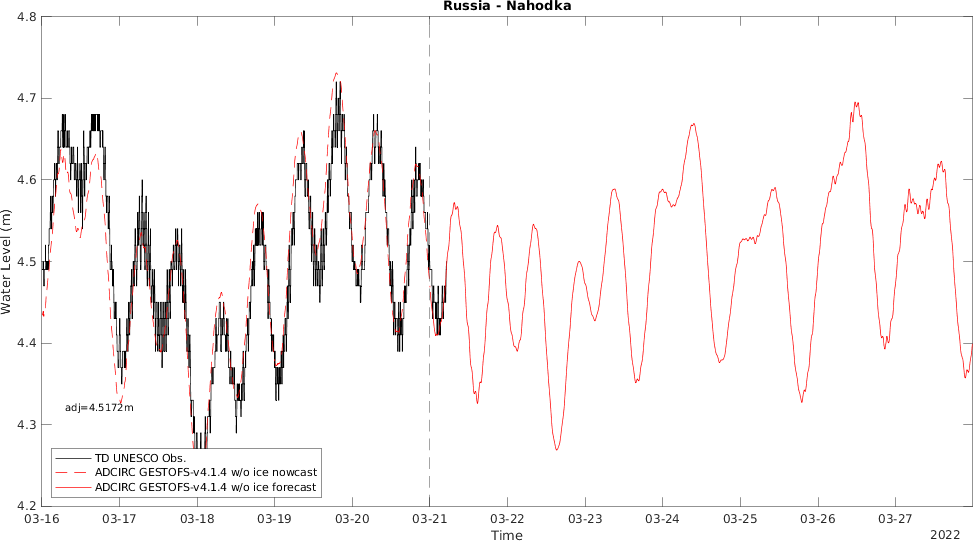 Russia - Nahodka
4.8
4.7
4.6
4.5
4.4
4.3
4.2
Water Level (m)
adj=4.5172m
TD UNESCO Obs.
ADCIRC GESTOFS-v4.1.4 w/o ice nowcast
ADCIRC GESTOFS-v4.1.4 w/o ice forecast
03-16 03-17 03-18 03-19 03-20 03-21 03-22 03-23 03-24 03-25 03-26 03-27
Time
2022